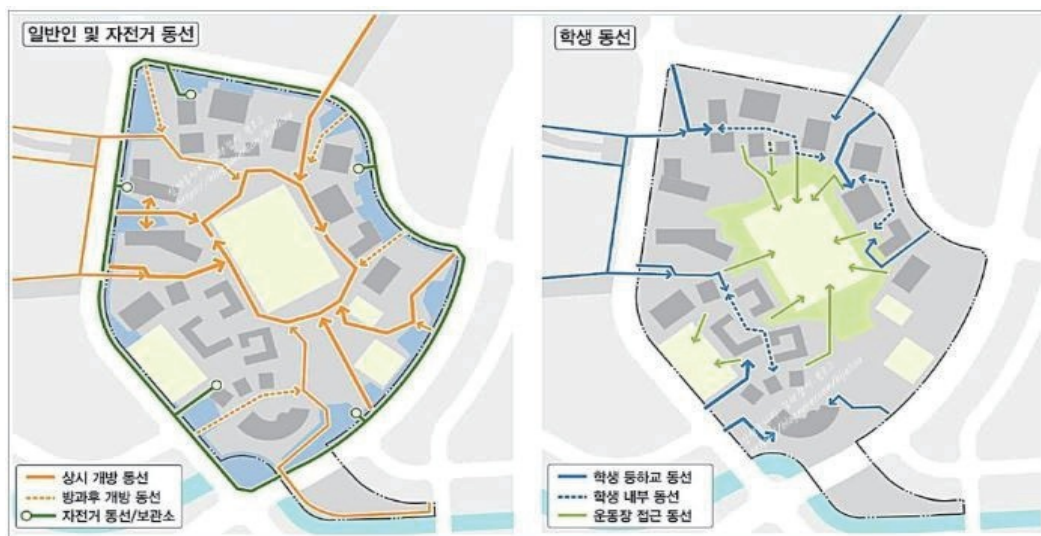 일반인 및 자전거 동선
상시 개방 동선
방과후 개방 동선
자전거 동선/보관소
학생 동선
학생 등하교 동선
학생 내부 동선
운동장 접근 동선